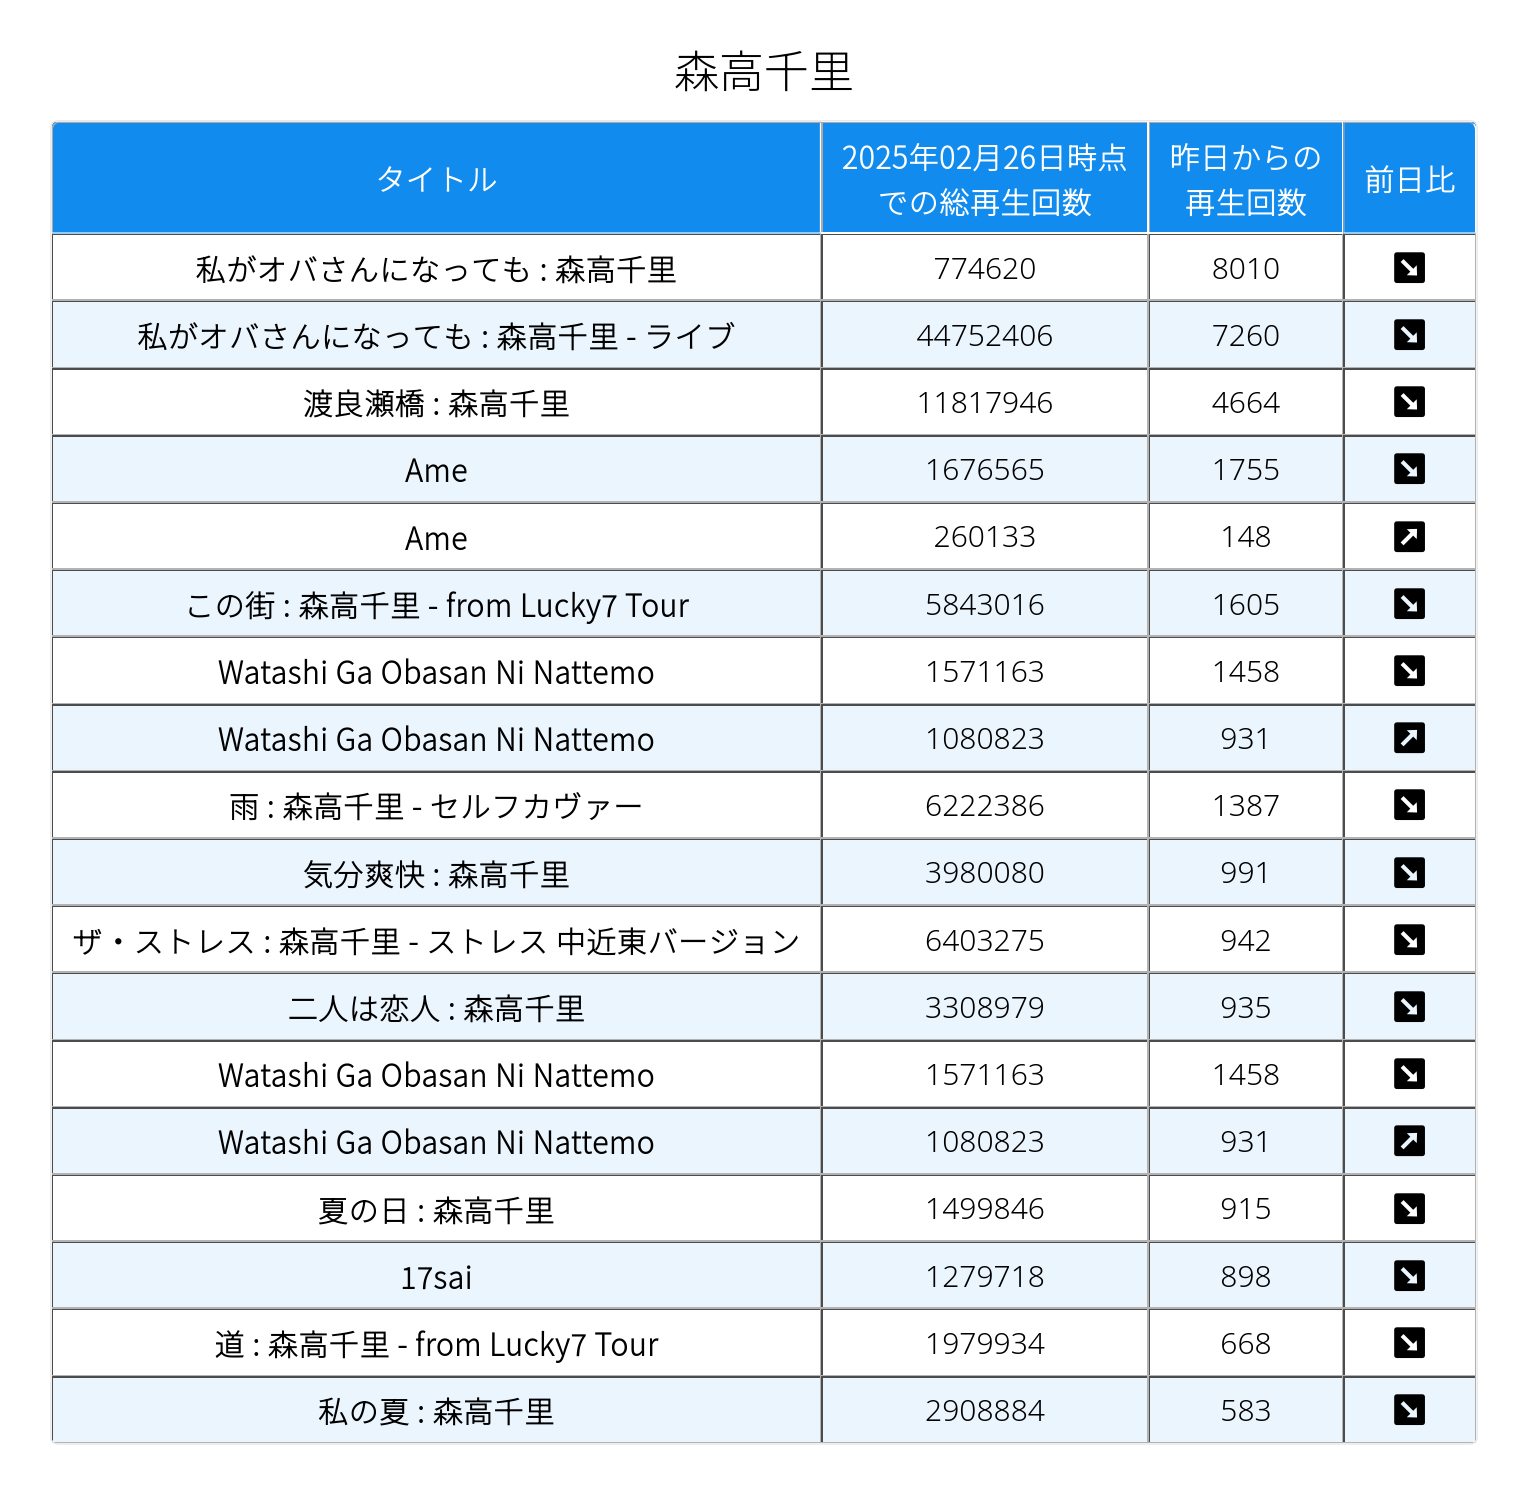 森高千里
タイトル 2025年02月26日時点 昨日からの 前日比
での総再生回数 再生回数
私がオバさんになっても : 森高千里 774620 8010
私がオバさんになっても : 森高千里 - ライブ 44752406 7260
渡良瀬橋 : 森高千里 11817946 4664
Ame 1676565 1755
Ame 260133 148
この街 : 森高千里 - from Lucky7 Tour 5843016 1605
Watashi Ga Obasan Ni Nattemo 1571163 1458
Watashi Ga Obasan Ni Nattemo 1080823 931
雨 : 森高千里 - セルフカヴァー 6222386 1387
気分爽快 : 森高千里 3980080 991
ザ・ストレス : 森高千里 - ストレス 中近東バージョン 6403275 942
二人は恋人 : 森高千里 3308979 935
Watashi Ga Obasan Ni Nattemo 1571163 1458
Watashi Ga Obasan Ni Nattemo 1080823 931
夏の日 : 森高千里 1499846 915
17sai 1279718 898
道 : 森高千里 - from Lucky7 Tour 1979934 668
私の夏 : 森高千里 2908884 583